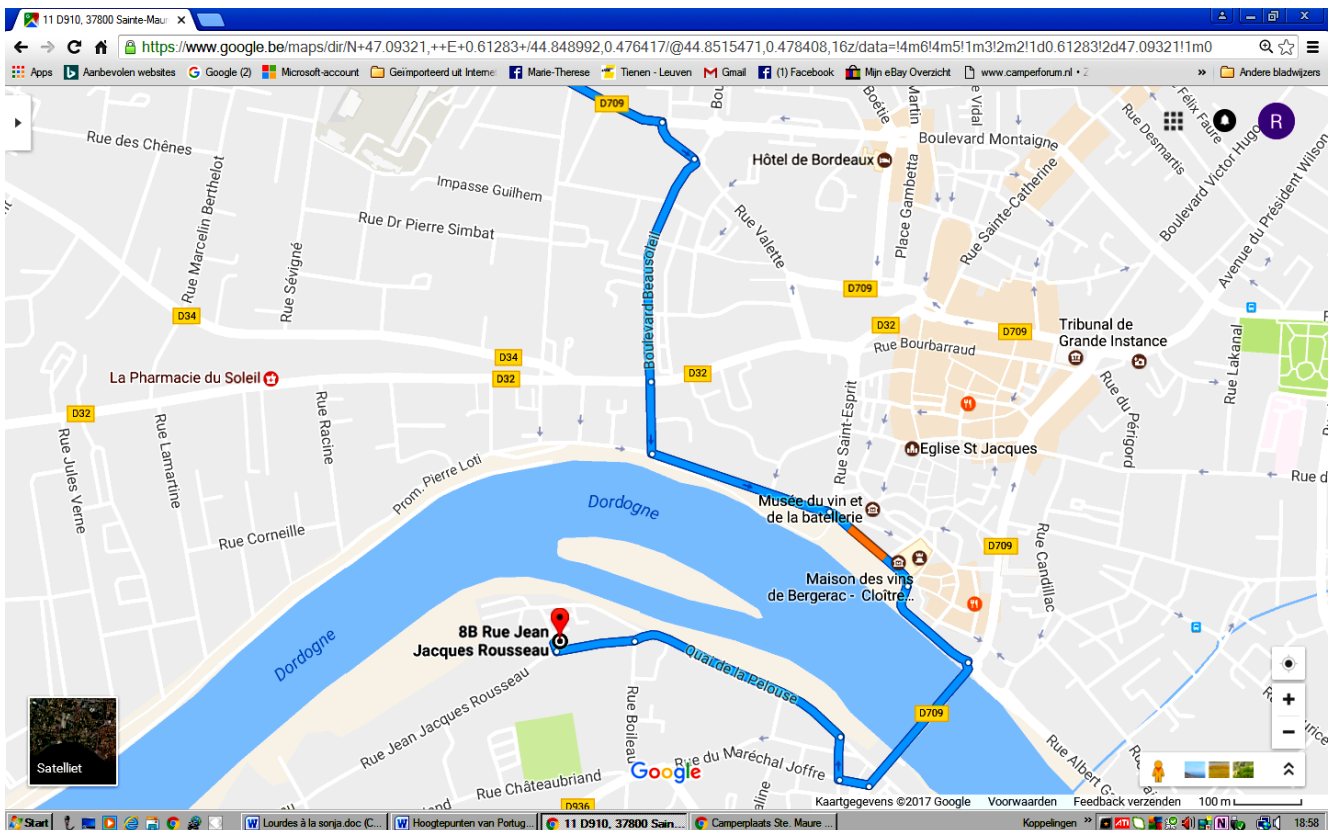 11 D910, 37800 Sainte-Maur
https://www.google.be/maps/dir/N+47.09321,++E+0.61283+/44.848992,0.476417/@44.8515471,0.478408,16z/data=!4m6!4m5!1m3!2m2!1d0.61283!2d47.09321!1m0
Apps Aanbevolen websites Google (2) Microsoft-account Geïmporteerd uit Interne Marie-Therese Tienen - Leuven Gmail (1) Facebook Mijn eBay Overzicht www.camperforum.nl • » Andere bladwijzers
D709
Bou
Boétie
Martin
e Vidal
Félix Faure
Rue Desmartis
R
Rue des Chênes
Boulevard Montaigne
Boulevard Victor Hugo
Hôtel de Bordeaux
Rue Marcelin Berthelot
Impasse Guilhem
Place Gambetta
Rue Sainte-Catherine
Avenue du Président Wilson
Rue Dr Pierre Simbat
Rue Valette
Rue Sévigné
Boulevard Beausoleil
D709
D34
D32
D709
Tribunal de
Grande Instance
Rue Bourbarraud
Rue Lakanal
D34
La Pharmacie du Soleil
D32
D32
Rue du Périgord
D32
Rue Racine
Rue Lamartine
Rue Jules Verne
Rue Saint-Esprit
Eglise St Jacques
Prom. Pierre Loti
Rue d
Dordogne
Musée du vin et
de la batellerie
Rue Corneille
D709
Rue Candillac
Maison des vins
de Bergerac - Cloître...
8B Rue Jean
Jacques Rousseau
Dordogne
Quai de la Pelouse
Rue Jean Jacques Rousseau
Rue Boileau
D709
Satelliet
Rue du Maréchal Joffre
Rue Albert G
Google
Rue Châteaubriand
D936
Kaartgegevens ©2017 Google Voorwaarden Feedback verzenden 100 m
Start Lourdes à la sonja.doc (C... Hoogtepunten van Portug... 11 D910, 37800 Sain... Camperplaats Ste. Maure ... Koppelingen » ATI N 18:58